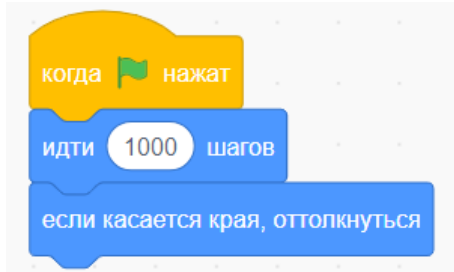 когда нажат
идти 1000 шагов
если касается края, оттолкнуться